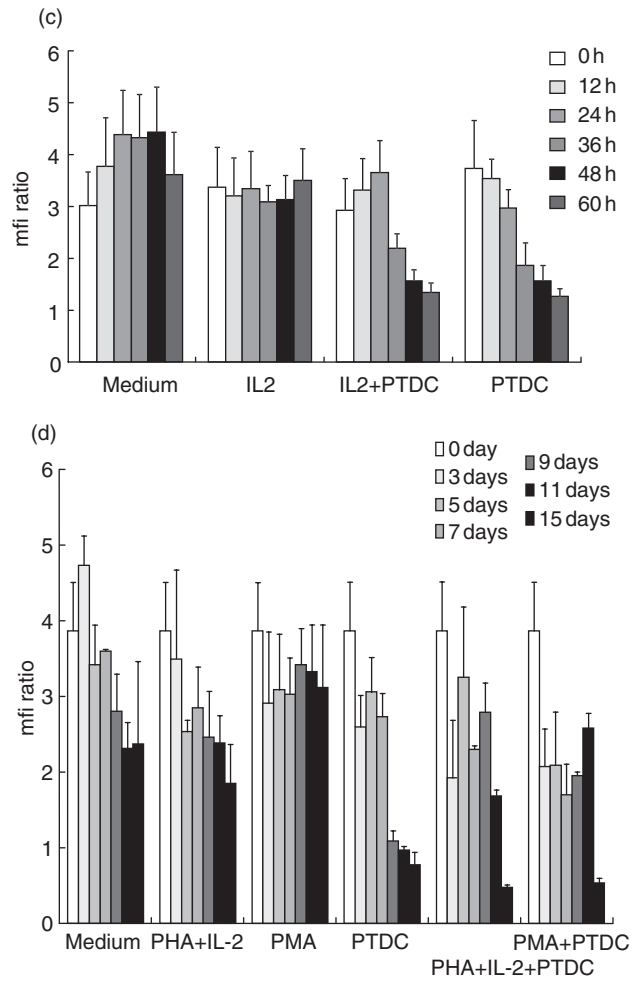 (c)
6
5
4
3
2
1
0
mfi ratio
0 h
12 h
24 h
36 h
48 h
60 h
Medium IL2 IL2+PTDC PTDC
(d)
6
5
4
3
2
1
0
mfi ratio
0 day
3 days
5 days
7 days
9 days
11 days
15 days
Medium PHA+IL-2 PMA PTDC PMA+PTDC
PHA+IL-2+PTDC